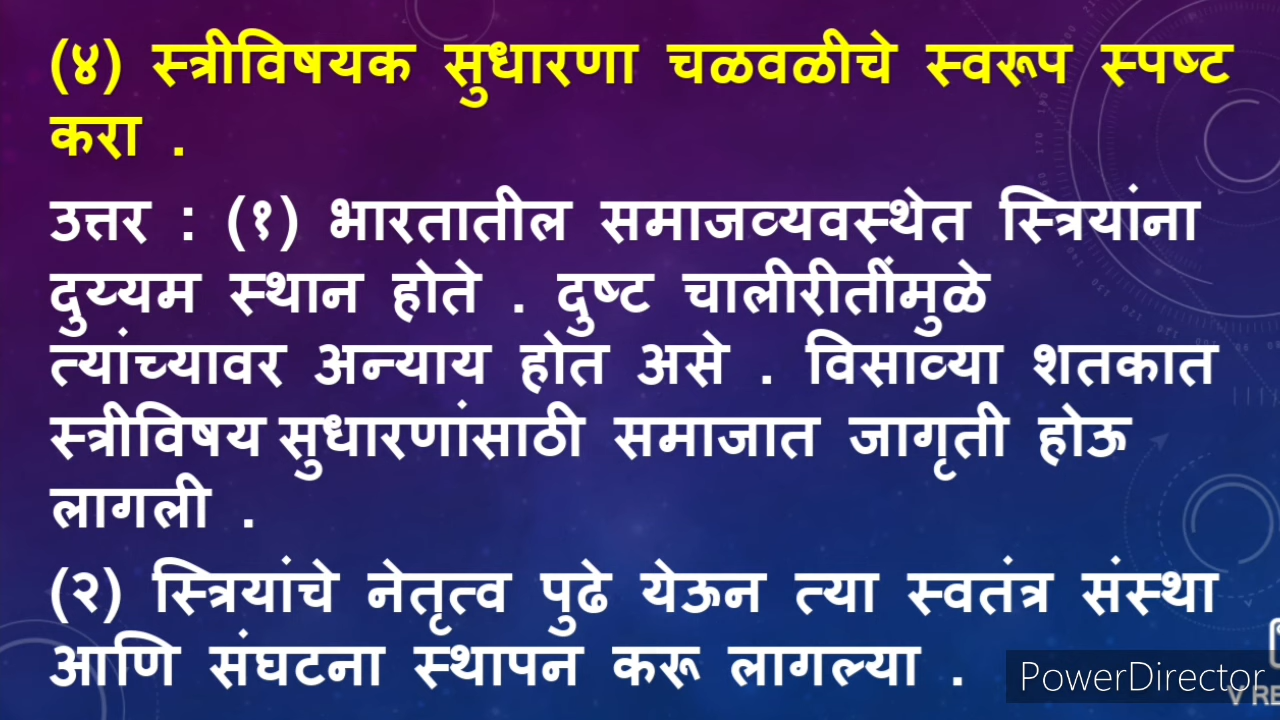 (४) स्त्रीविषयक सुधारणा चळवळीचे स्वरूप स्पष्ट
करा .
उत्तर : (१) भारतातील समाजव्यवस्थेत स्त्रियांना
दुय्यम स्थान होते . दुष्ट चालीरीतींमुळे
त्यांच्यावर अन्याय होत असे . विसाव्या शतकात
स्त्रीविषय सुधारणांसाठी समाजात जागृती होऊ
लागली .
(२) स्त्रियांचे नेतृत्व पुढे येऊन त्या स्वतंत्र संस्था
आणि संघटना स्थापन करू लागल्या .
PowerDirector